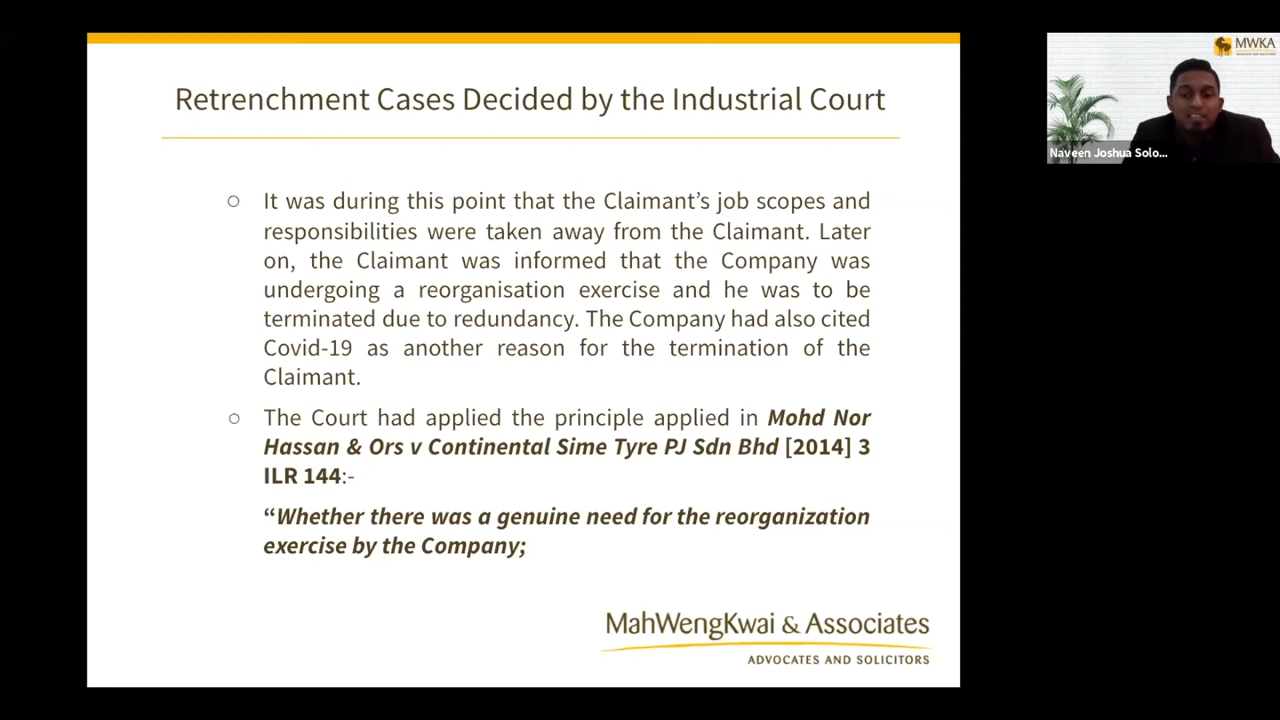 Retrenchment Cases Decided by the Industrial Court
○ It was during this point that the Claimant's job scopes and
responsibilities were taken away from the Claimant. Later
on, the Claimant was informed that the Company was
undergoing a reorganisation exercise and he was to be
terminated due to redundancy. The Company had also cited
Covid-19 as another reason for the termination of the
Claimant.
○ The Court had applied the principle applied in Mohd Nor
Hassan & Ors v Continental Sime Tyre PJ Sdn Bhd [2014] 3
ILR 144:-
“Whether there was a genuine need for the reorganization
exercise by the Company;
MahWengKwai & Associates
ADVOCATES AND SOLICITORS
MWKA
Naveen Joshua Solo...